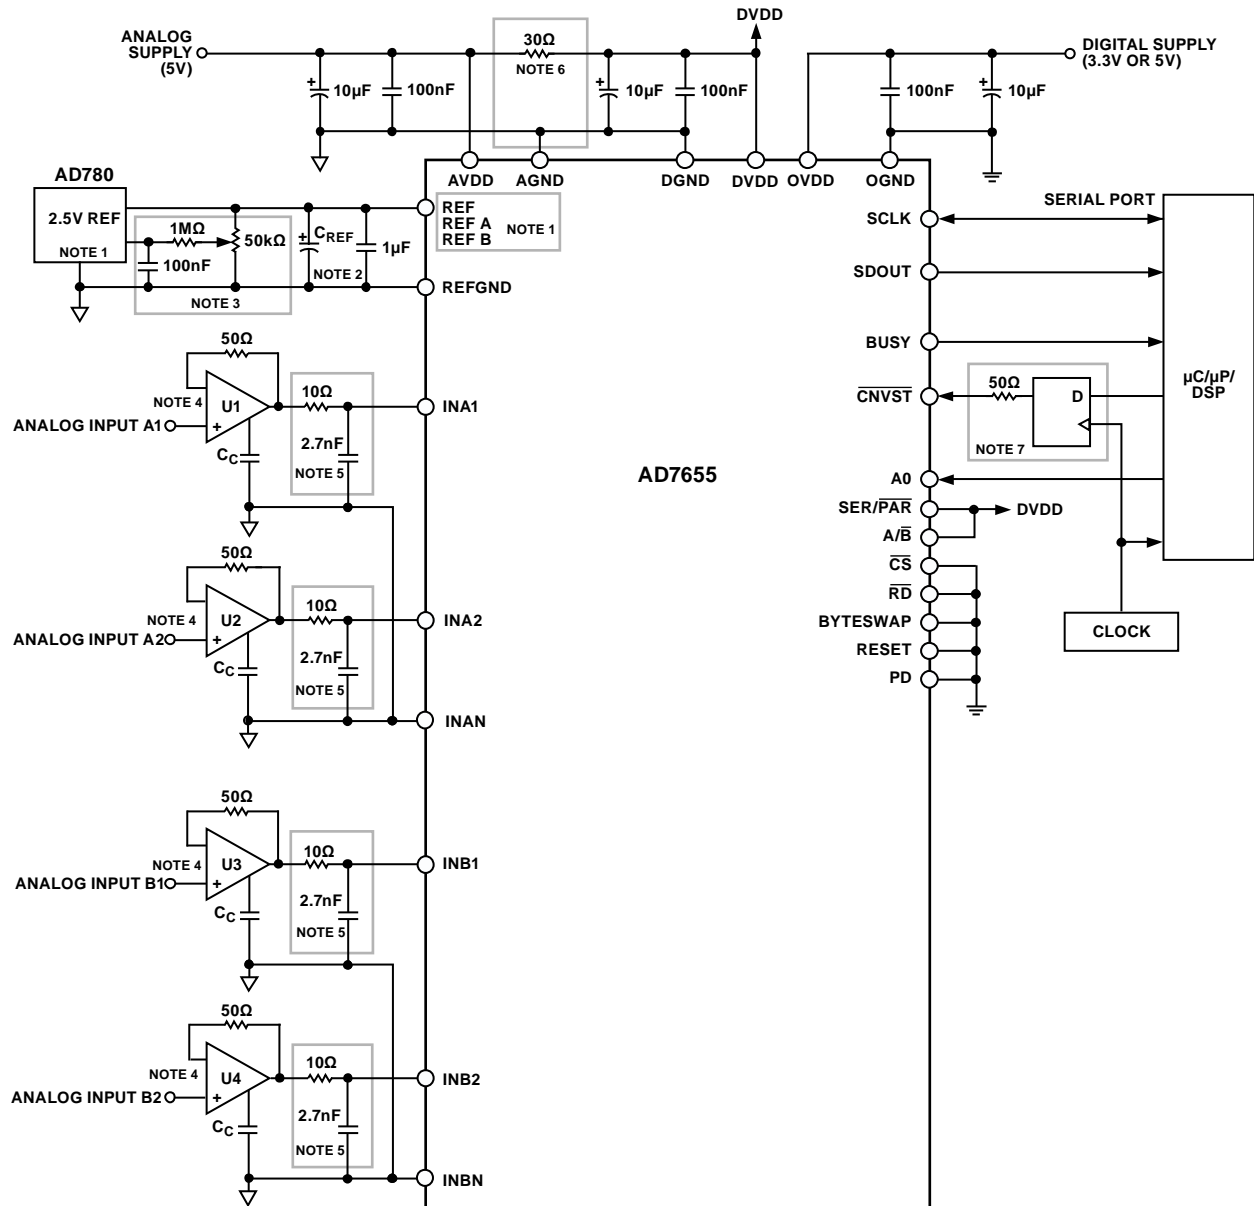 DVDD
ANALOG
SUPPLY
(5V)
30Ω
NOTE 6
DIGITAL SUPPLY
(3.3V OR 5V)
+
10µF
100nF
+
10µF
100nF
100nF
+
10µF
AD780
AVDD
AGND
DGND
DVDD
OVDD
OGND
2.5V REF
NOTE 1
1MΩ
50kΩ
100nF
NOTE 3
+
CREF
NOTE 2
1µF
REF
REF A
REF B
NOTE 1
REFGND
SCLK
SERIAL PORT
SDOUT
BUSY
CNVST
50Ω
D
NOTE 7
µC/µP/
DSP
A0
SER/PAR
DVDD
A/B
CS
RD
BYTESWAP
RESET
PD
CLOCK
AD7655
50Ω
NOTE 4
U1
+
ANALOG INPUT A1
CC
10Ω
2.7nF
NOTE 5
INA1
50Ω
NOTE 4
U2
+
ANALOG INPUT A2
CC
10Ω
2.7nF
NOTE 5
INA2
INAN
50Ω
NOTE 4
U3
+
ANALOG INPUT B1
CC
10Ω
2.7nF
NOTE 5
INB1
50Ω
NOTE 4
U4
+
ANALOG INPUT B2
CC
10Ω
2.7nF
NOTE 5
INB2
INBN